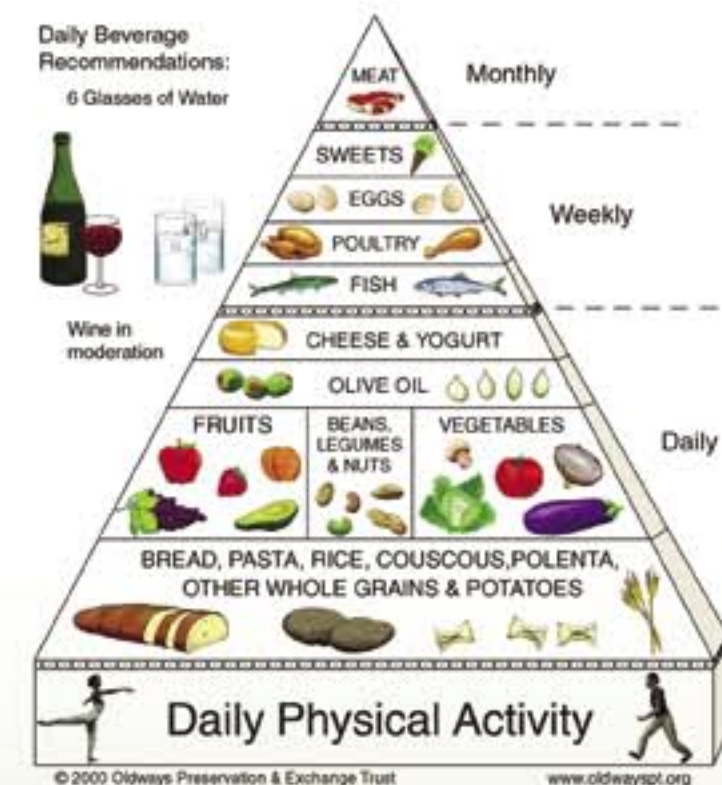 Daily Beverage
Recommendations:
6 Glasses of Water
MEAT
Monthly
SWEETS
EGGS
Weekly
POULTRY
FISH
Wine in
moderation
CHEESE & YOGURT
OLIVE OIL
FRUITS
BEANS,
LEGUMES
& NUTS
VEGETABLES
Daily
BREAD, PASTA, RICE, COUSCOUS,POLENTA,
OTHER WHOLE GRAINS & POTATOES
Daily Physical Activity
© 2000 Oldways Preservation & Exchange Trust
www.oldwayspt.org